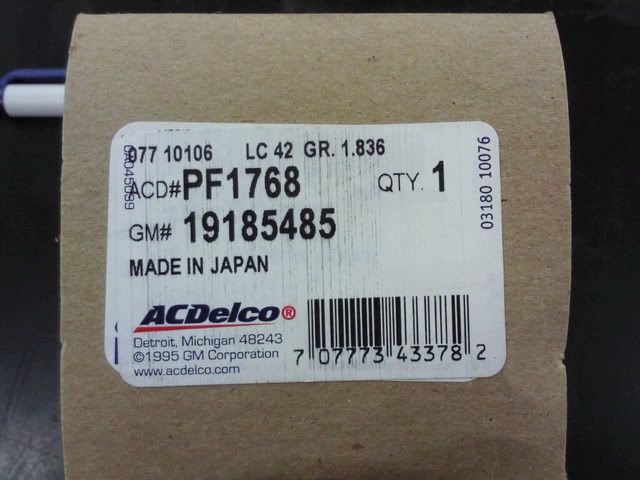 077 10106 LC 42 GR. 1.836
ACD# PF1768 QTY. 1
GM# 19185485
MADE IN JAPAN
ACDelco®
Detroit, Michigan 48243
©1995 GM Corporation
www.acdelco.com
7 07773 43378 2
03180 10076